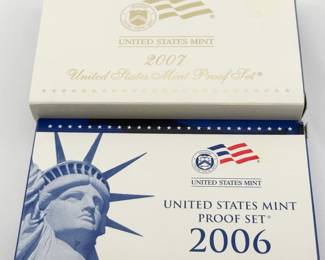 UNITED STATES MINT
2007
United States Mint Proof Set®
UNITED STATES MINT
UNITED STATES MINT
PROOF SET®
2006